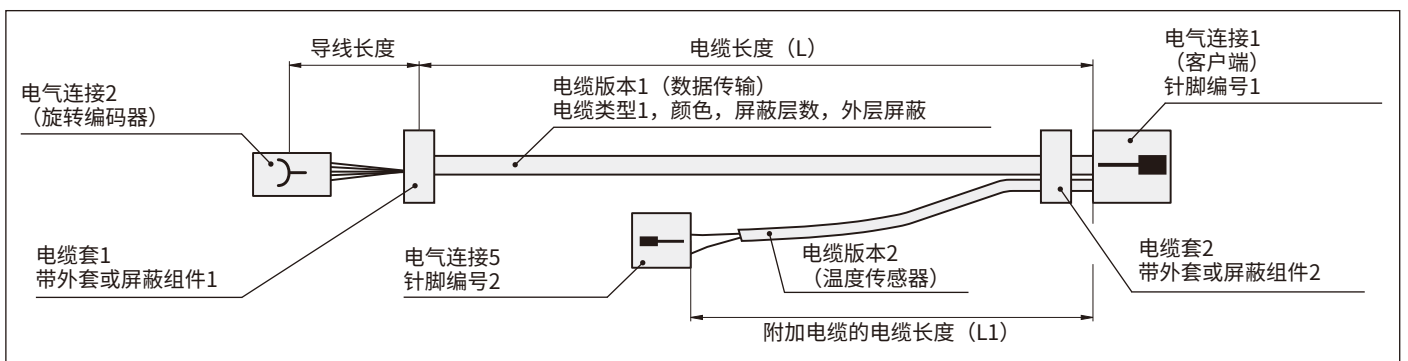 导线长度
电缆长度（L）
电气连接1
（客户端）
针脚编号1
电气连接2
（旋转编码器）
电缆版本1（数据传输）
电缆类型1，颜色，屏蔽层数，外层屏蔽
电缆套1
带外套或屏蔽组件1
电气连接5
针脚编号2
电缆版本2
（温度传感器）
电缆套2
带外套或屏蔽组件2
附加电缆的电缆长度（L1）